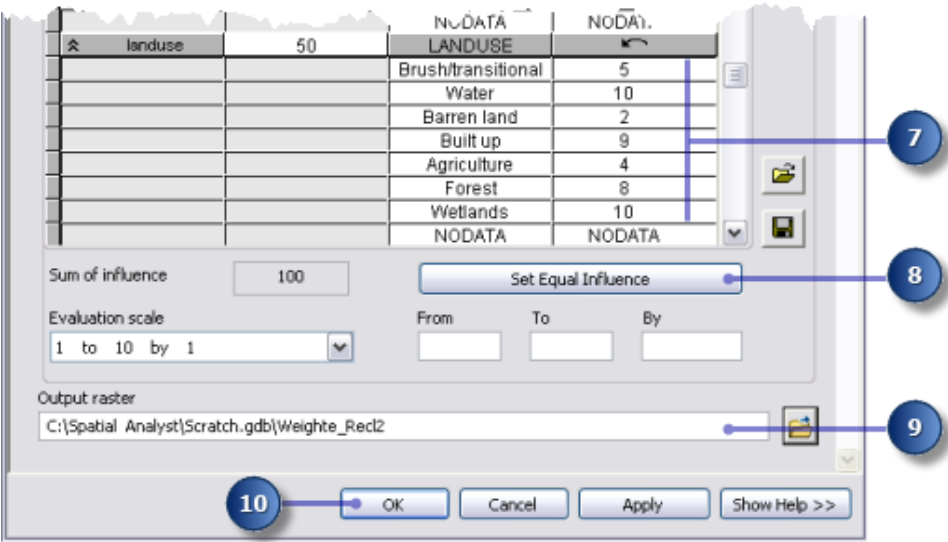 NODATA NODAT.
landuse 50 LANDUSE
Brush/transitional 5
Water 10
Barren land 2
Built up 9
Agriculture 4
Forest 8
Wetlands 10
NODATA NODATA
7
Sum of influence 100 Set Equal Influence 8
Evaluation scale From To By
1 to 10 by 1
Output raster
C:\Spatial Analyst\Scratch.gdb\Weighte_Recl2 9
10 OK Cancel Apply Show Help >>